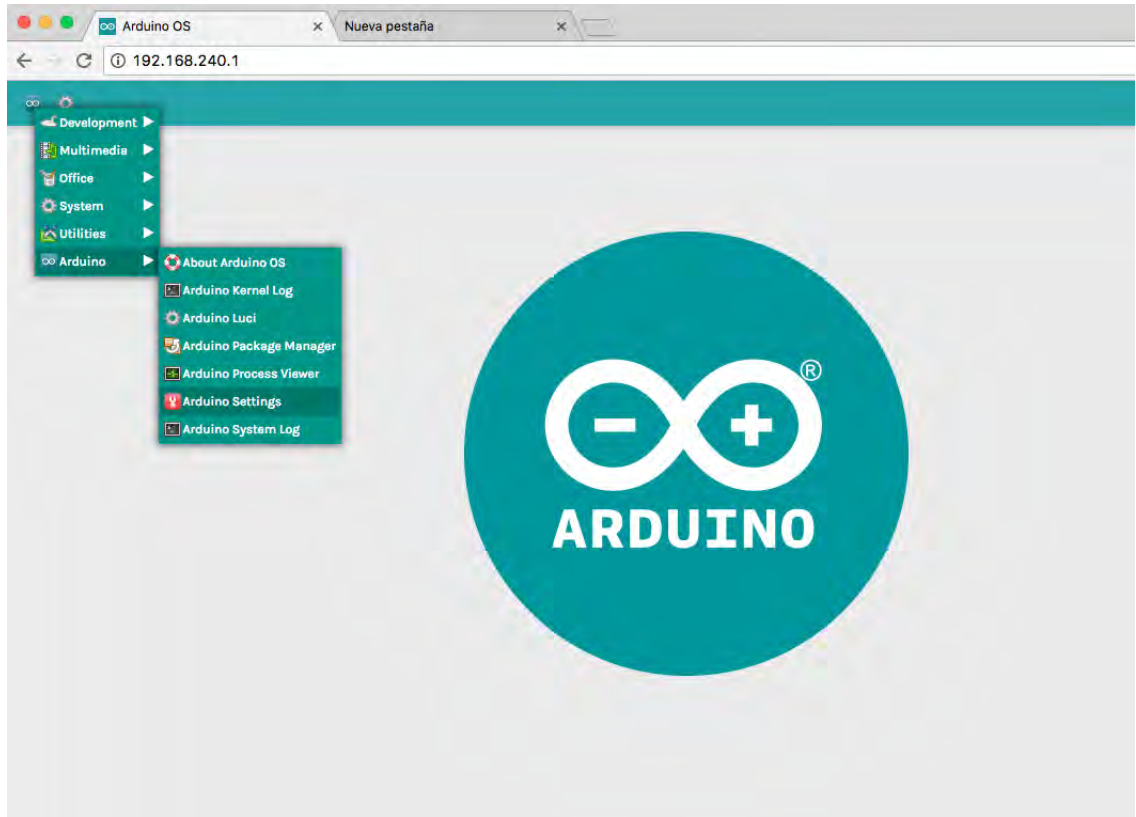 Arduino OS
Nueva pestaña
192.168.240.1
Development
Multimedia
Office
System
Utilities
Arduino
About Arduino OS
Arduino Kernel Log
Arduino Luci
Arduino Package Manager
Arduino Process Viewer
Arduino Settings
Arduino System Log
®
ARDUINO